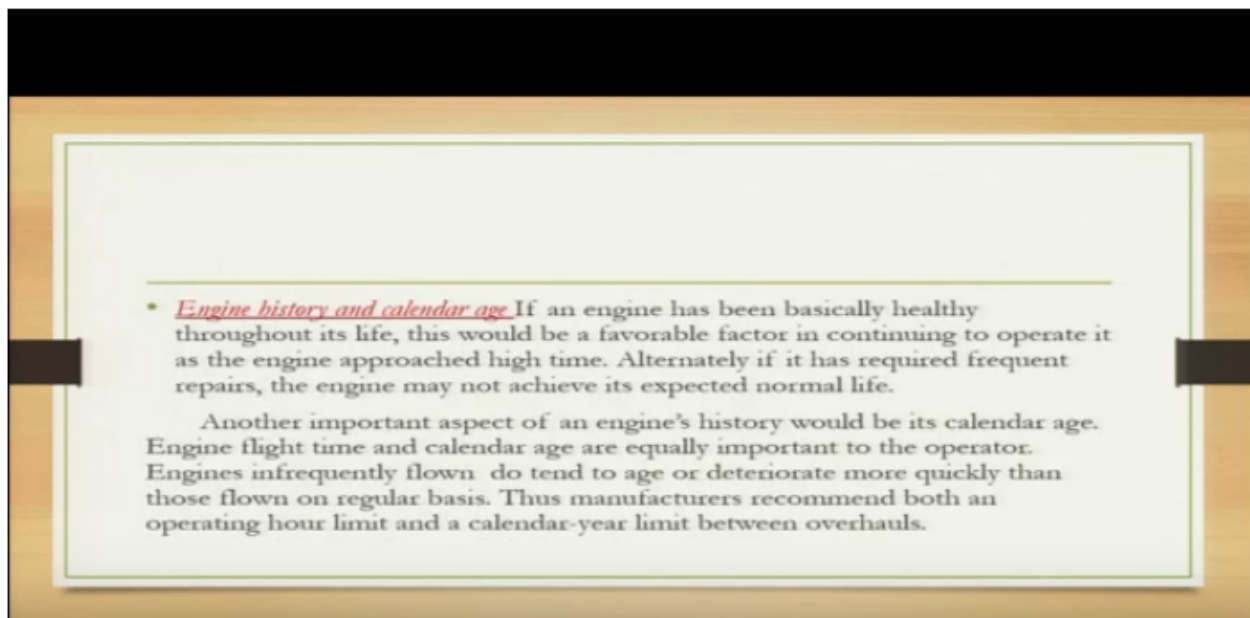 • Engine history and calendar age If an engine has been basically healthy
throughout its life, this would be a favorable factor in continuing to operate it
as the engine approached high time. Alternately if it has required frequent
repairs, the engine may not achieve its expected normal life.
Another important aspect of an engine's history would be its calendar age.
Engine flight time and calendar age are equally important to the operator.
Engines infrequently flown do tend to age or deteriorate more quickly than
those flown on regular basis. Thus manufacturers recommend both an
operating hour limit and a calendar-year limit between overhauls.